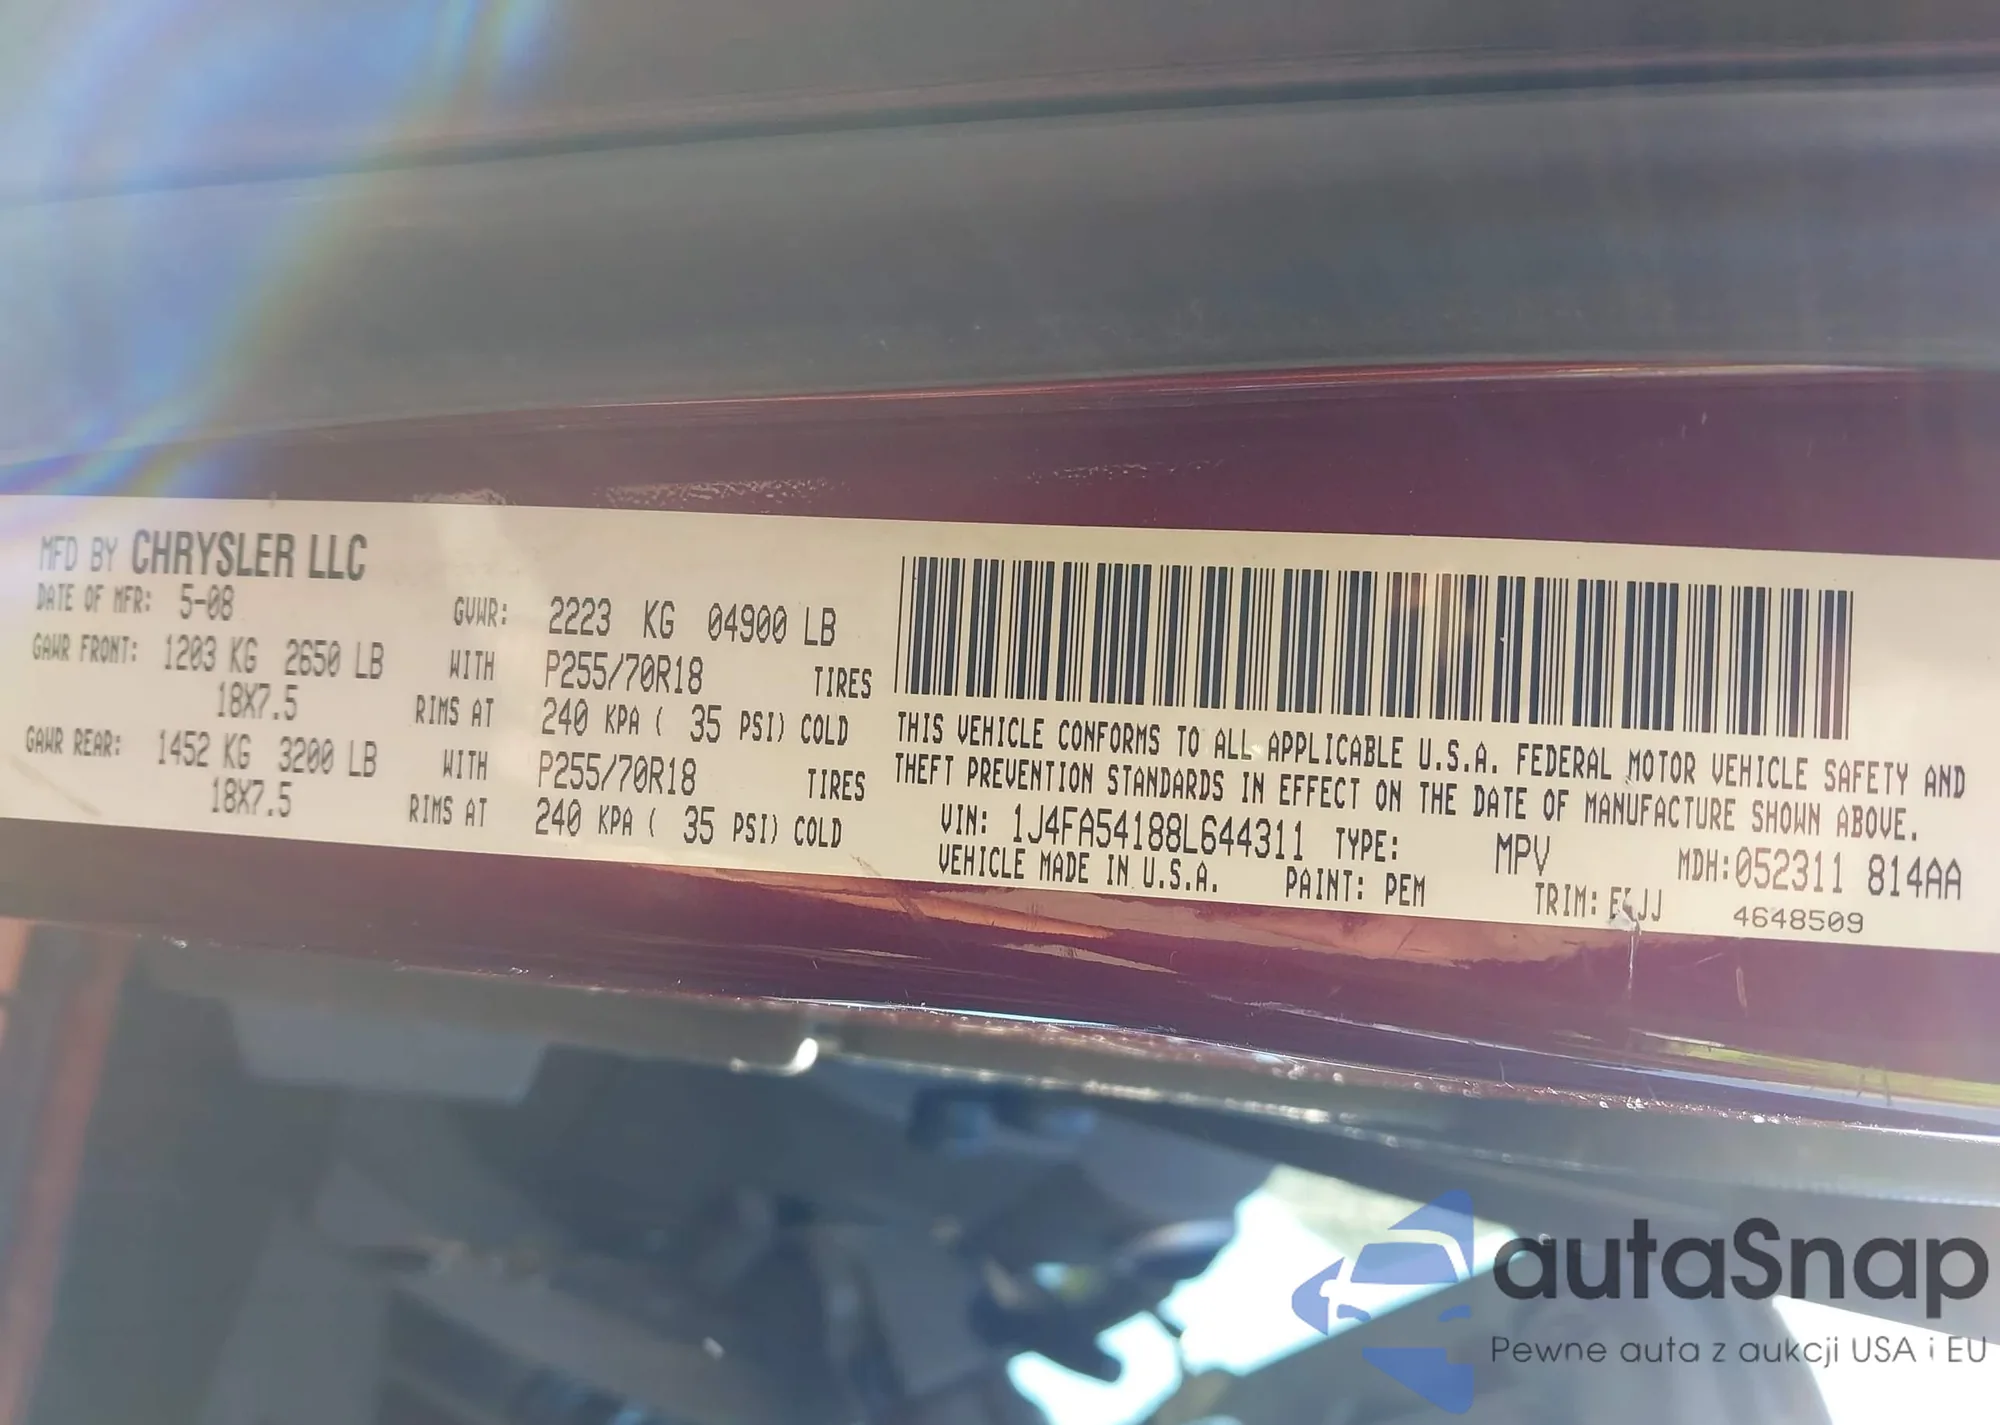 MFD BY CHRYSLER LLC
DATE OF MFR: 5-08 GVWR: 2223 KG 04900 LB
GAWR FRONT: 1203 KG 2650 LB WITH P255/70R18 TIRES
18X7.5 RIMS AT 240 KPA ( 35 PSI) COLD
GAWR REAR: 1452 KG 3200 LB WITH P255/70R18 TIRES
18X7.5 RIMS AT 240 KPA ( 35 PSI) COLD
THIS VEHICLE CONFORMS TO ALL APPLICABLE U.S.A. FEDERAL MOTOR VEHICLE SAFETY AND
THEFT PREVENTION STANDARDS IN EFFECT ON THE DATE OF MANUFACTURE SHOWN ABOVE.
VIN: 1J4FA54188L644311 TYPE: MPV MDH:052311 814AA
VEHICLE MADE IN U.S.A. PAINT: PEM TRIM: 4648509
autaSnap
Pewne auta z aukcji USA i EU